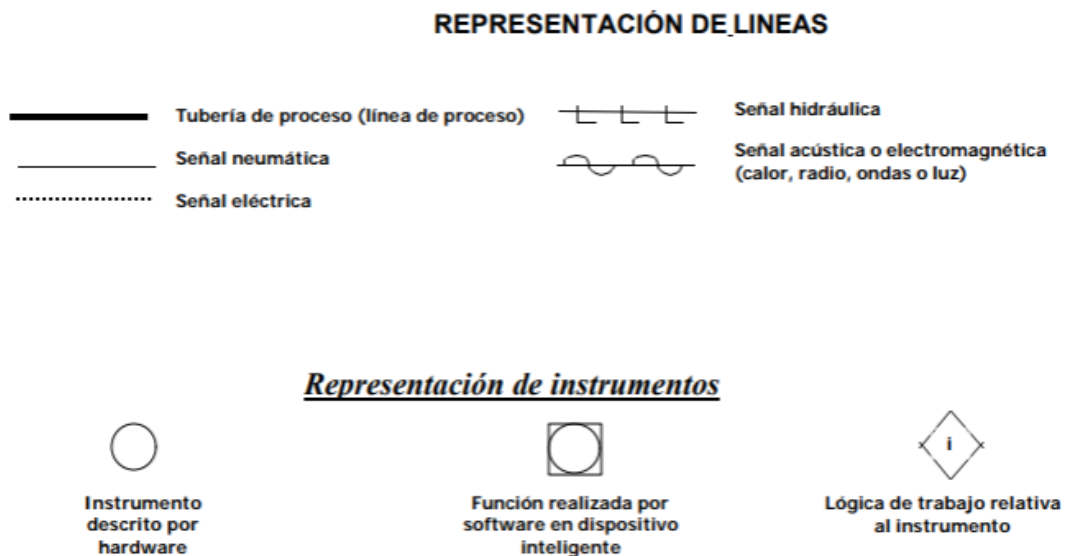 REPRESENTACIÓN DE LINEAS
Tubería de proceso (línea de proceso)
Señal neumática
Señal eléctrica
Señal hidráulica
Señal acústica o electromagnética
(calor, radio, ondas o luz)
Representación de instrumentos
Instrumento
descrito por
hardware
Función realizada por
software en dispositivo
inteligente
i
Lógica de trabajo relativa
al instrumento